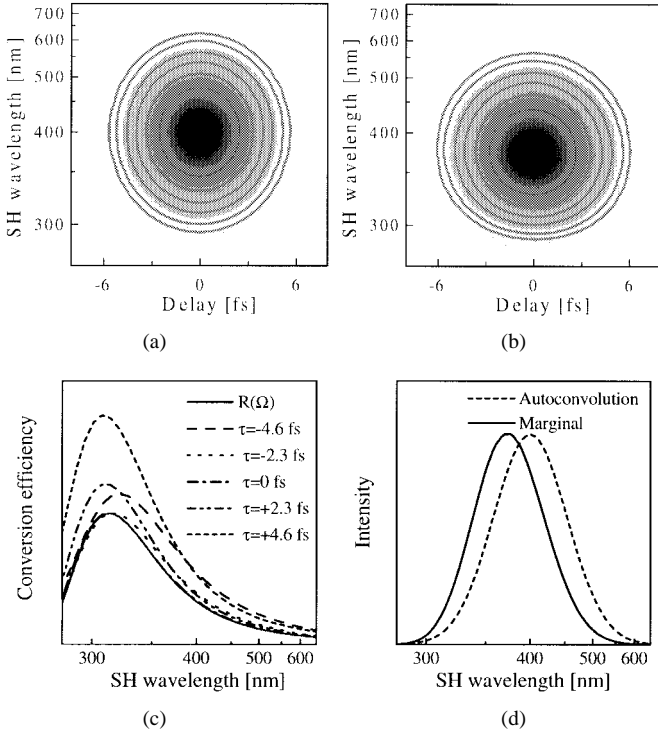 700
600
500
400
300
SH wavelength [nm]
-6
0
6
Delay [fs]
(a)
700
600
500
400
300
SH wavelength [nm]
-6
0
6
Delay [fs]
(b)
R(Ω)
τ=-4.6 fs
τ=-2.3 fs
τ=0 fs
τ=+2.3 fs
τ=+4.6 fs
Conversion efficiency
300
400
500
600
SH wavelength [nm]
(c)
Autoconvolution
Marginal
Intensity
300
400
500
600
SH wavelength [nm]
(d)